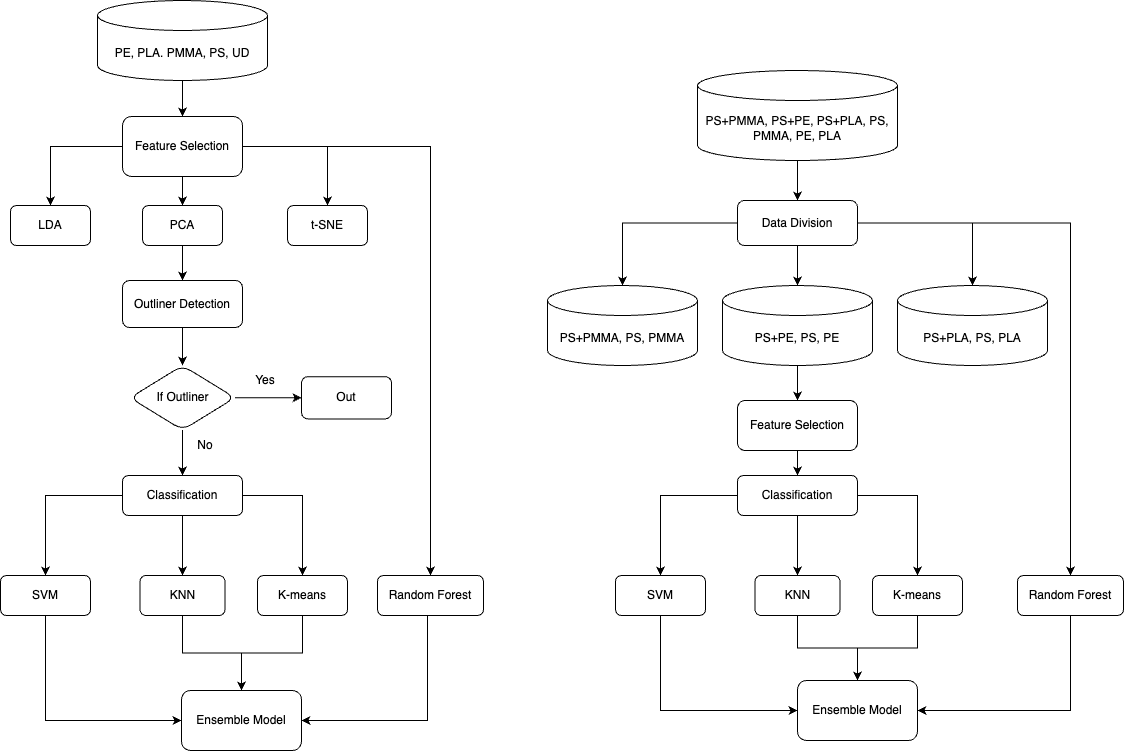 PE, PLA. PMMA, PS, UD
Feature Selection
LDA
PCA
t-SNE
Outliner Detection
If Outliner
Yes
Out
No
Classification
SVM
KNN
K-means
Random Forest
Ensemble Model
PS+PMMA, PS+PE, PS+PLA, PS,
PMMA, PE, PLA
Data Division
PS+PMMA, PS, PMMA
PS+PE, PS, PE
PS+PLA, PS, PLA
Feature Selection
Classification
SVM
KNN
K-means
Random Forest
Ensemble Model